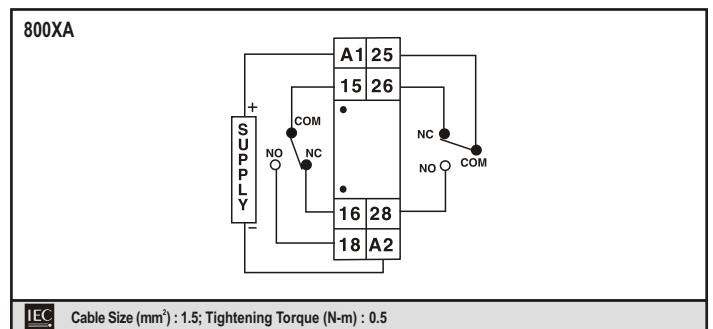 800XA
A1 25
15 26
+
SUPPLY
−
COM
NO
NC
NC
NO
COM
16 28
18 A2
IEC
Cable Size (mm²) : 1.5; Tightening Torque (N-m) : 0.5